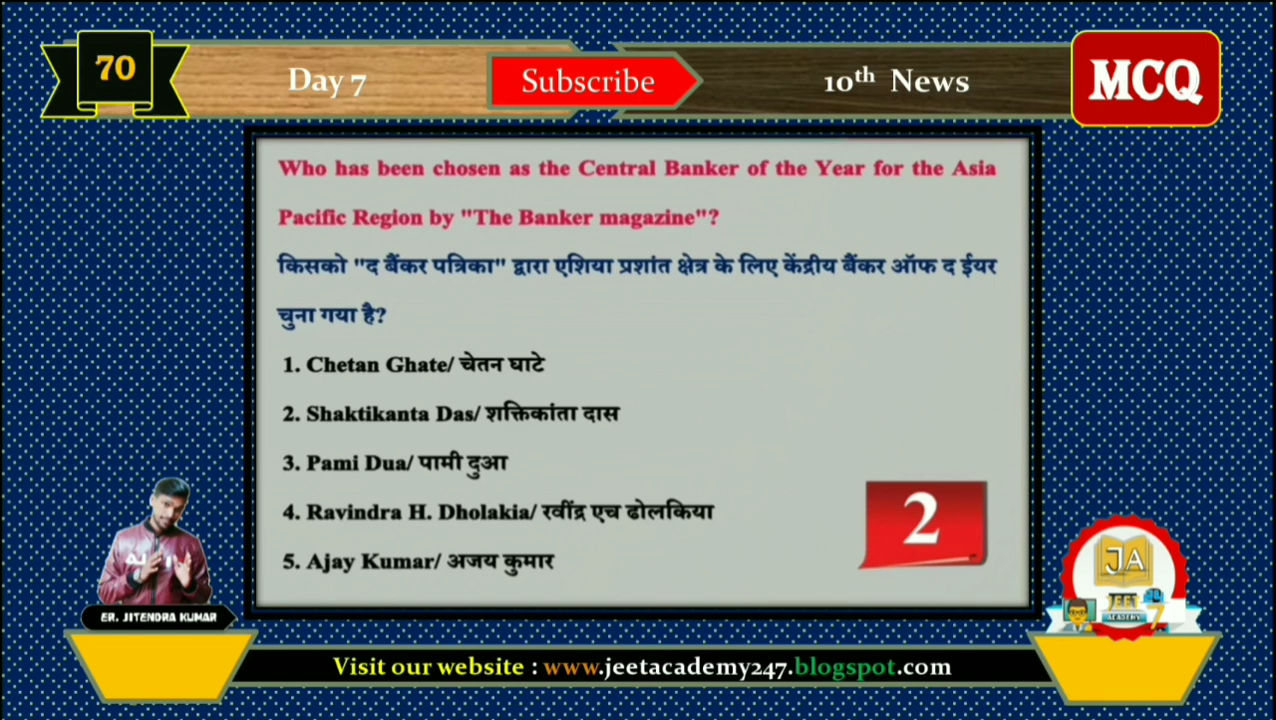 70
Day 7
Subscribe
10th News
MCQ
Who has been chosen as the Central Banker of the Year for the Asia
Pacific Region by "The Banker magazine"?
किसको "द बैंकर पत्रिका" द्वारा एशिया प्रशांत क्षेत्र के लिए केंद्रीय बैंकर ऑफ द ईयर
चुना गया है?
1. Chetan Ghate/ चेतन घाटे
2. Shaktikanta Das/ शक्तिकांता दास
3. Pami Dua/ पामी दुआ
4. Ravindra H. Dholakia/ रवींद्र एच ढोलकिया
5. Ajay Kumar/ अजय कुमार
2
ER. JITENDRA KUMAR
JA
JEET
ACADEMY
7
Visit our website : www.jeetacademy247.blogspot.com